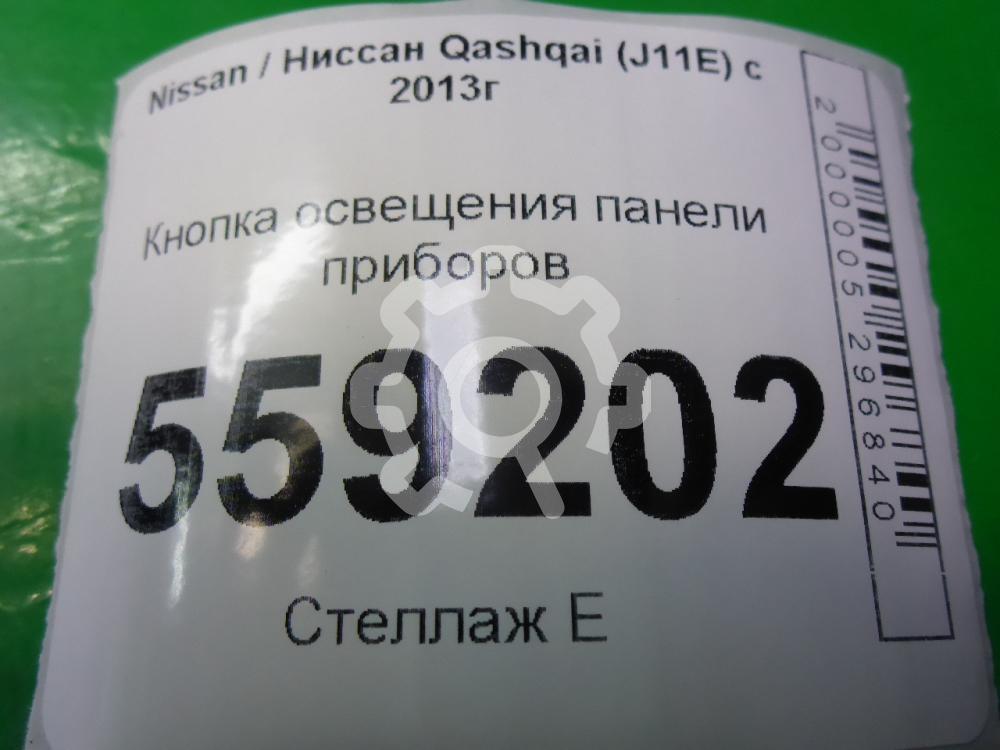 Nissan / Ниссан Qashqai (J11E) с
2013г
Кнопка освещения панели
приборов
559202
Стеллаж Е
2000005296840